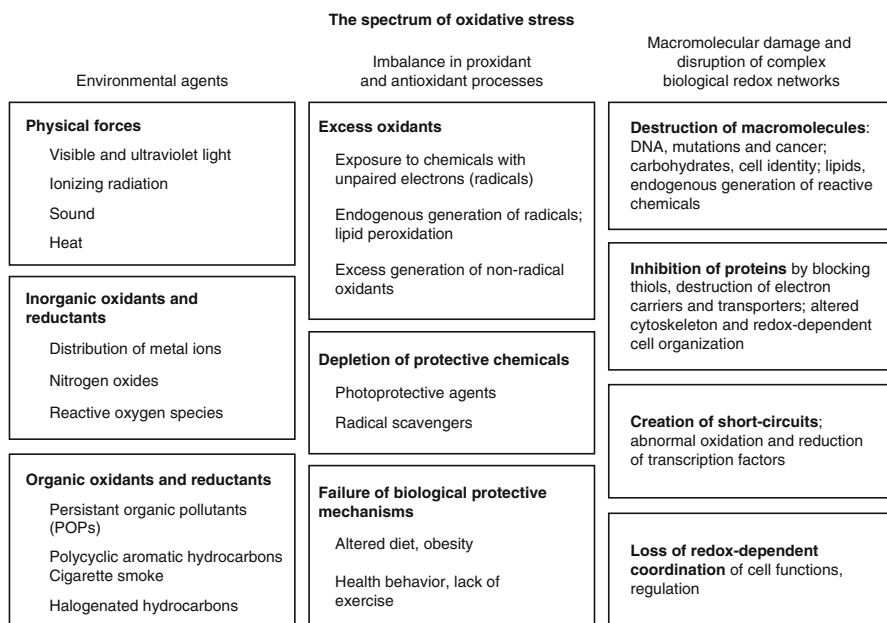 The spectrum of oxidative stress
Environmental agents
Physical forces
Visible and ultraviolet light
Ionizing radiation
Sound
Heat
Inorganic oxidants and
reductants
Distribution of metal ions
Nitrogen oxides
Reactive oxygen species
Organic oxidants and reductants
Persistant organic pollutants
(POPs)
Polycyclic aromatic hydrocarbons
Cigarette smoke
Halogenated hydrocarbons
Imbalance in proxidant
and antioxidant processes
Excess oxidants
Exposure to chemicals with
unpaired electrons (radicals)
Endogenous generation of radicals;
lipid peroxidation
Excess generation of non-radical
oxidants
Depletion of protective chemicals
Photoprotective agents
Radical scavengers
Failure of biological protective
mechanisms
Altered diet, obesity
Health behavior, lack of
exercise
Macromolecular damage and
disruption of complex
biological redox networks
Destruction of macromolecules:
DNA, mutations and cancer;
carbohydrates, cell identity; lipids,
endogenous generation of reactive
chemicals
Inhibition of proteins by blocking
thiols, destruction of electron
carriers and transporters; altered
cytoskeleton and redox-dependent
cell organization
Creation of short-circuits;
abnormal oxidation and reduction
of transcription factors
Loss of redox-dependent
coordination of cell functions,
regulation